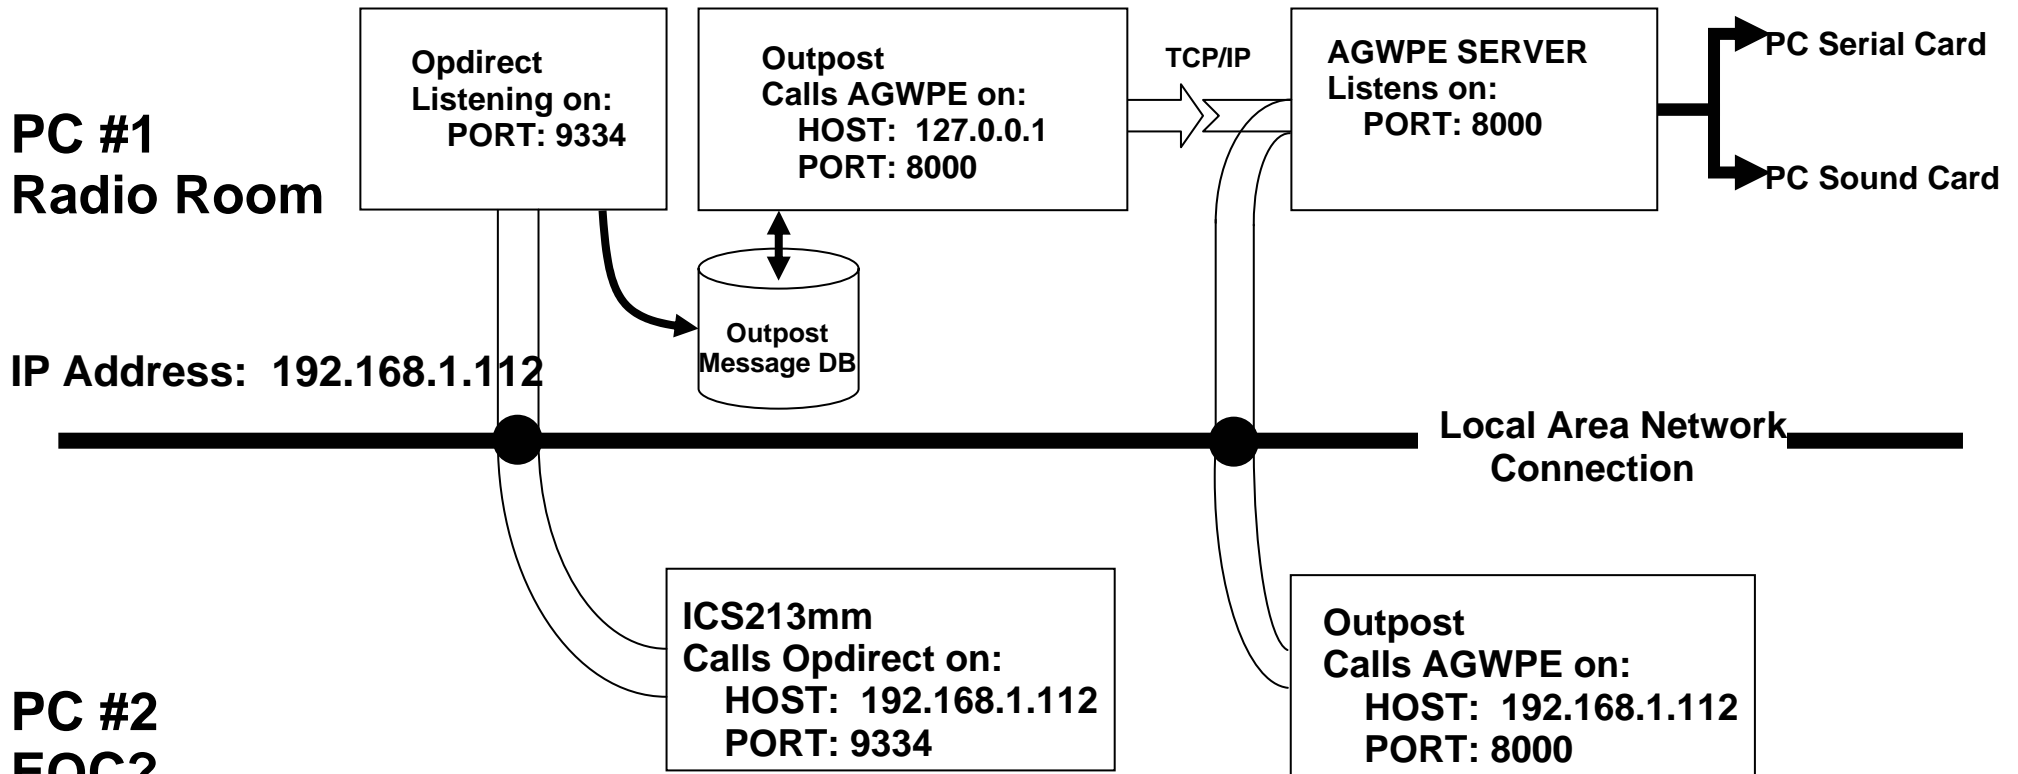 Opdirect
Listening on:
PORT: 9334
Outpost
Calls AGWPE on:
HOST: 127.0.0.1
PORT: 8000
TCP/IP
AGWPE SERVER
Listens on:
PORT: 8000
PC Serial Card
PC Sound Card
PC #1
Radio Room
Outpost
Message DB
IP Address: 192.168.1.112
Local Area Network
Connection
ICS213mm
Calls Opdirect on:
HOST: 192.168.1.112
PORT: 9334
Outpost
Calls AGWPE on:
HOST: 192.168.1.112
PORT: 8000
PC #2
EOC2